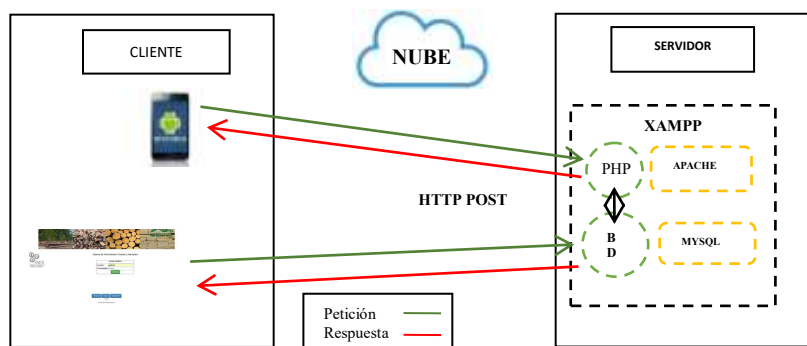 CLIENTE
NUBE
SERVIDOR
XAMPP
PHP
APACHE
HTTP POST
B
D
MYSQL
Petición
Respuesta